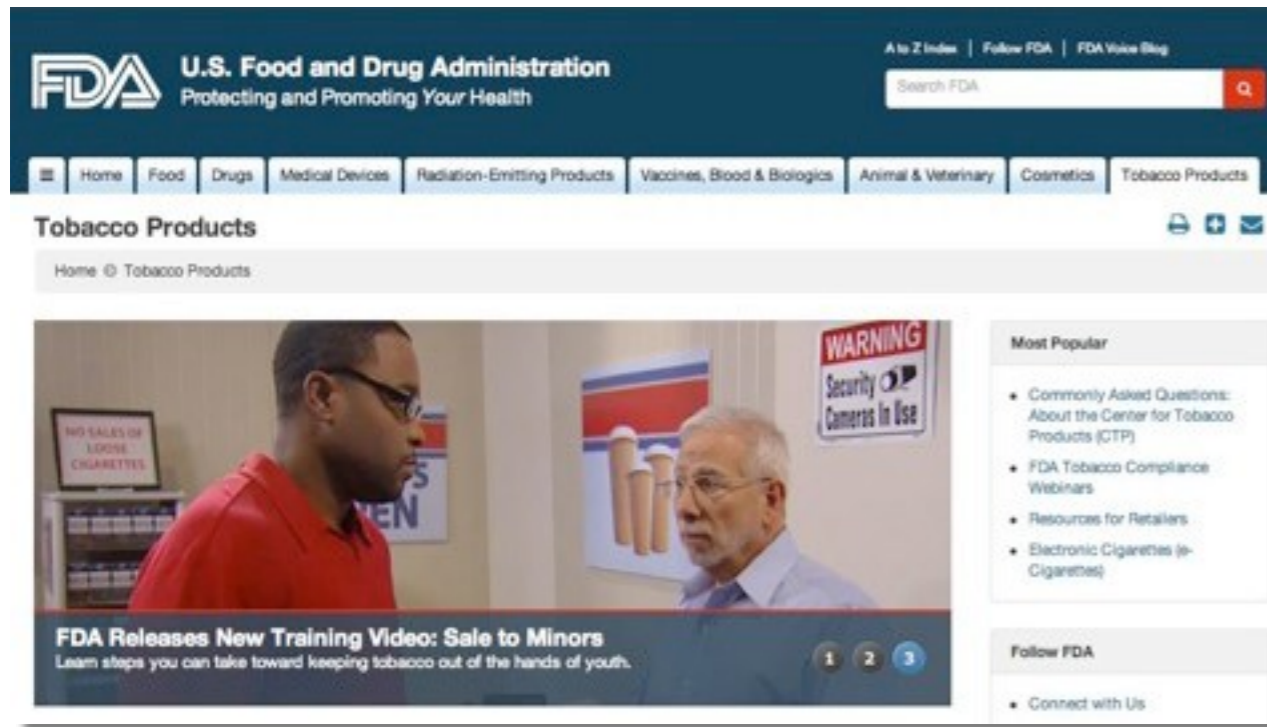 A to Z Index | Follow FDA | FDA Voice Blog
FDA
U.S. Food and Drug Administration
Protecting and Promoting Your Health
Search FDA
Home
Food
Drugs
Medical Devices
Radiation-Emitting Products
Vaccines, Blood & Biologics
Animal & Veterinary
Cosmetics
Tobacco Products
Tobacco Products
Home
Tobacco Products
NO SALES OF
LOOSE
CIGARETTES
WARNING
Security
Cameras In Use
FDA Releases New Training Video: Sale to Minors
Learn steps you can take toward keeping tobacco out of the hands of youth.
1 2 3
Most Popular
Commonly Asked Questions:
About the Center for Tobacco
Products (CTP)
FDA Tobacco Compliance
Webinars
Resources for Retailers
Electronic Cigarettes (e-
Cigarettes)
Follow FDA
Connect with Us